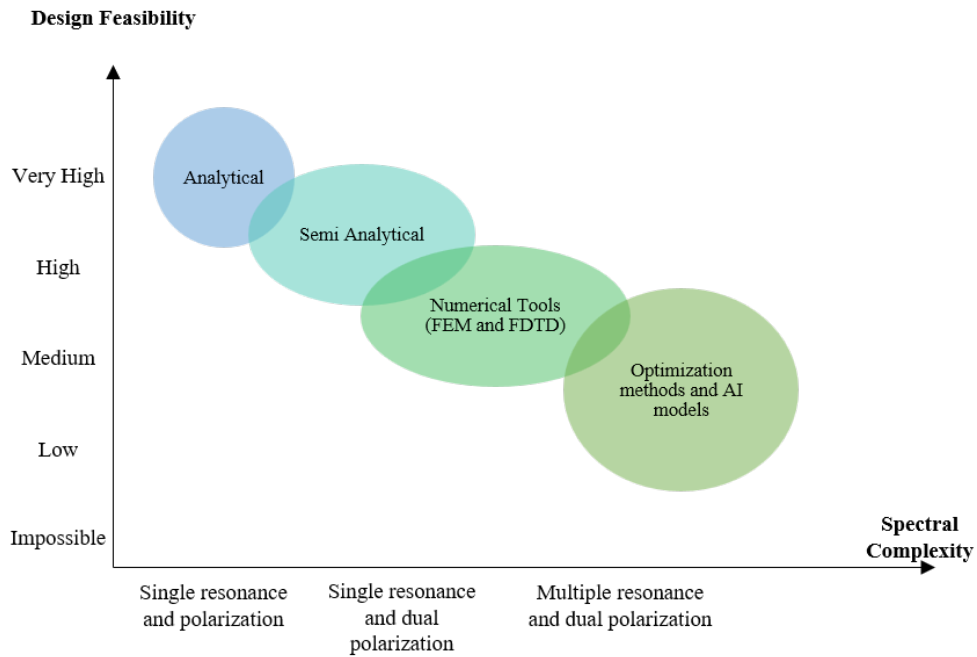 Design Feasibility
Very High
High
Medium
Low
Impossible
Analytical
Semi Analytical
Numerical Tools
(FEM and FDTD)
Optimization
methods and AI
models
Spectral
Complexity
Single resonance
and polarization
Single resonance
and dual
polarization
Multiple resonance
and dual polarization